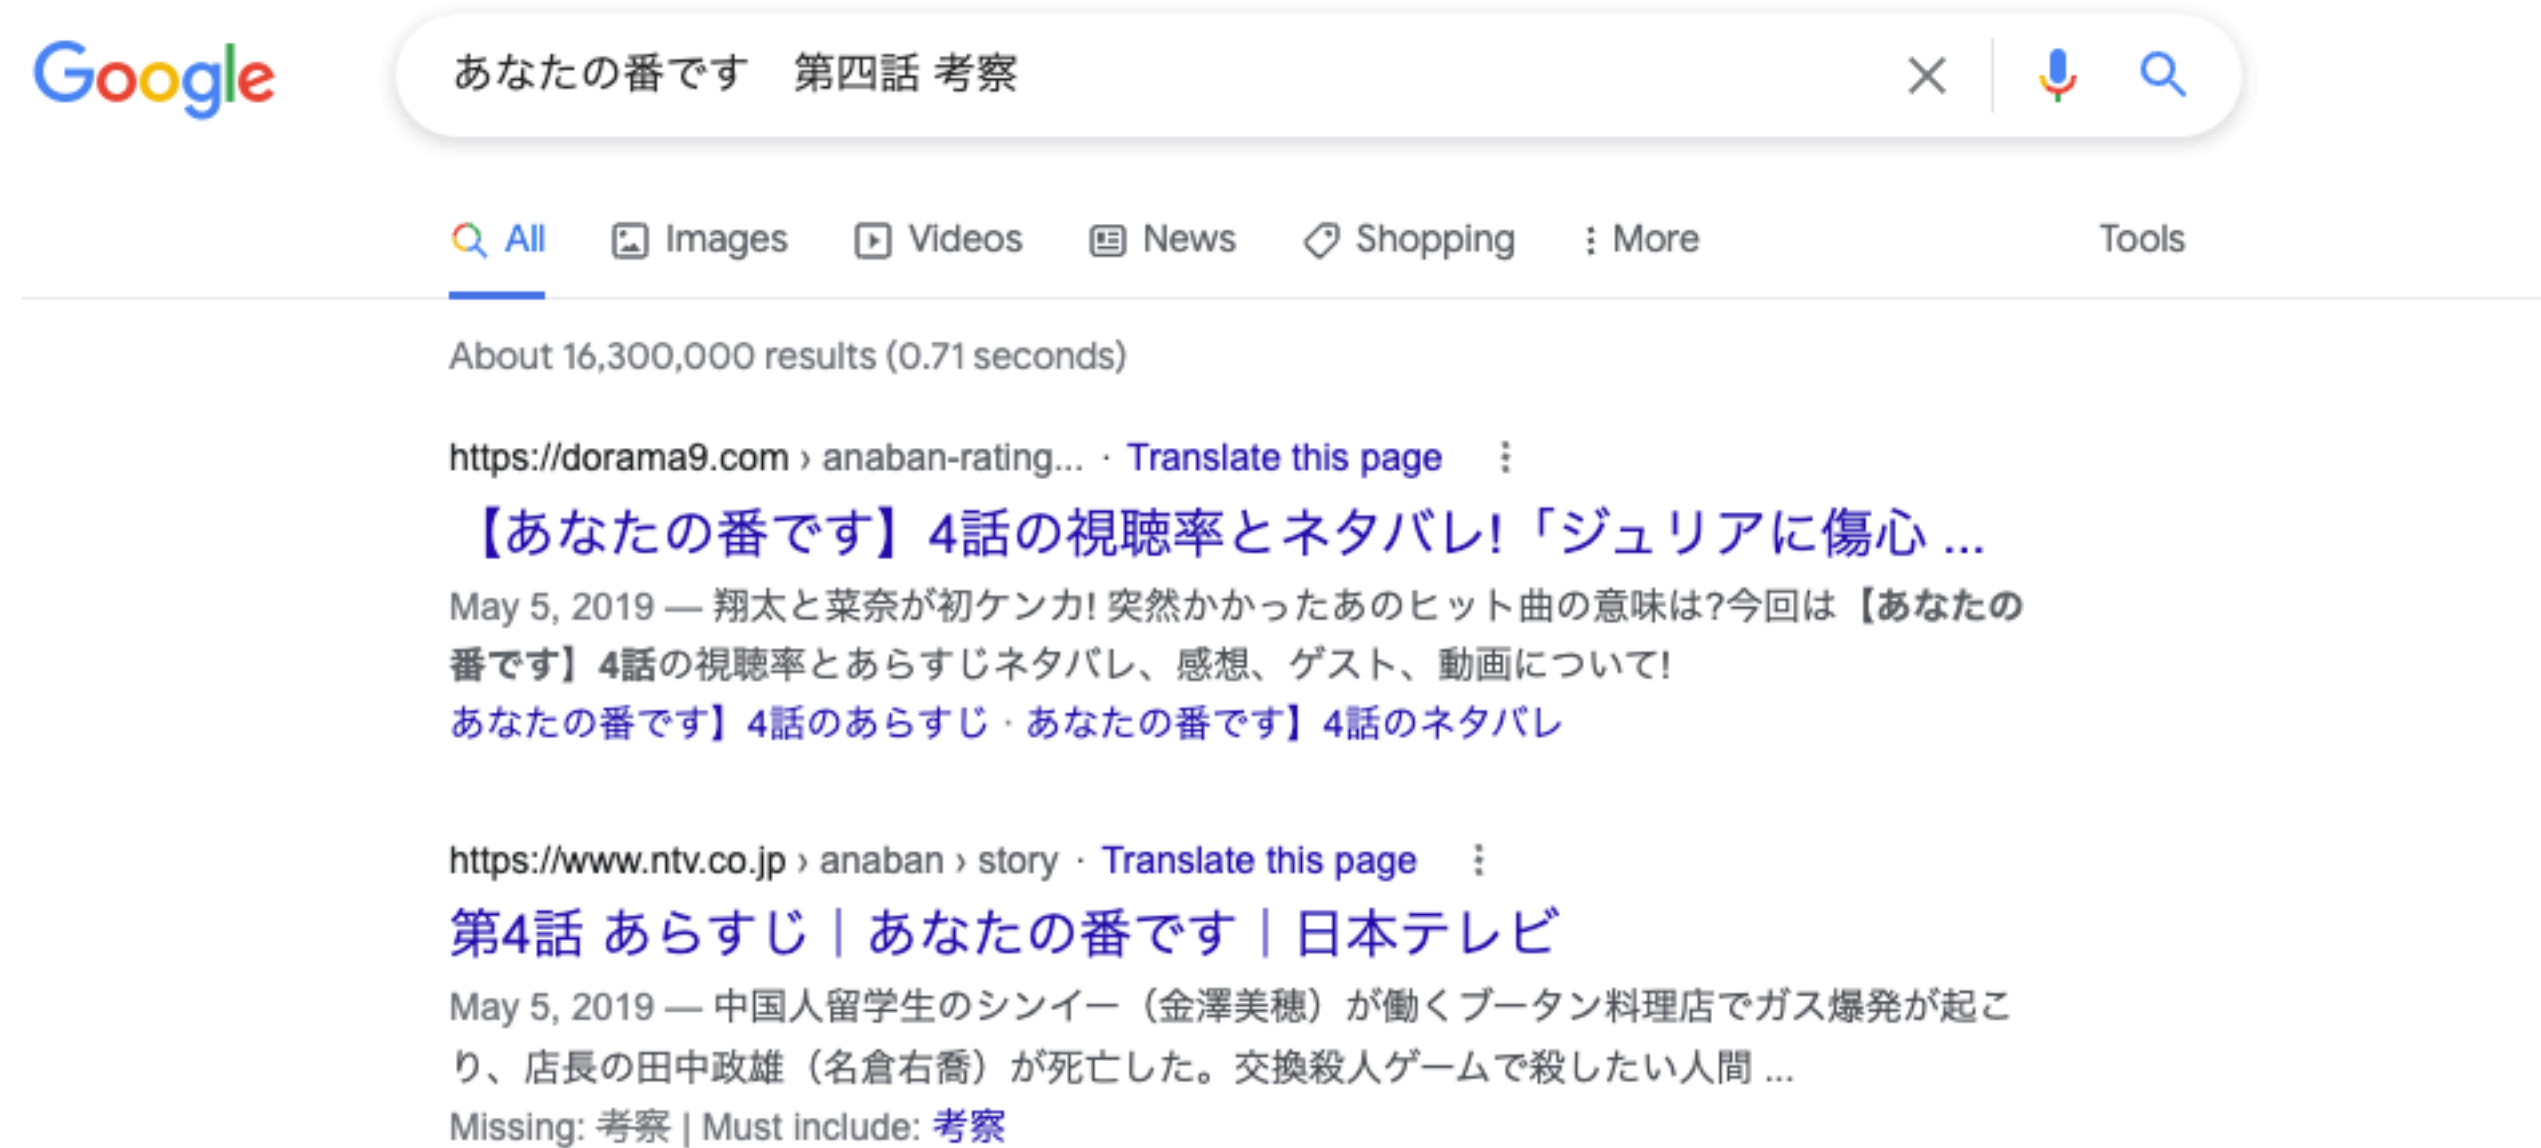 Google
あなたの番です　第四話 考察
All Images Videos News Shopping More Tools
About 16,300,000 results (0.71 seconds)
https://dorama9.com › anaban-rating... · Translate this page
【あなたの番です】4話の視聴率とネタバレ!「ジュリアに傷心 ...
May 5, 2019 — 翔太と菜奈が初ケンカ! 突然かかったあのヒット曲の意味は?今回は【あなたの
番です】4話の視聴率とあらすじネタバレ、感想、ゲスト、動画について!
あなたの番です】4話のあらすじ · あなたの番です】4話のネタバレ
https://www.ntv.co.jp › anaban › story · Translate this page
第4話 あらすじ｜あなたの番です｜日本テレビ
May 5, 2019 — 中国人留学生のシンイー（金澤美穂）が働くブータン料理店でガス爆発が起こ
り、店長の田中政雄（名倉右喬）が死亡した。交換殺人ゲームで殺したい人間 ...
Missing: 考察 | Must include: 考察